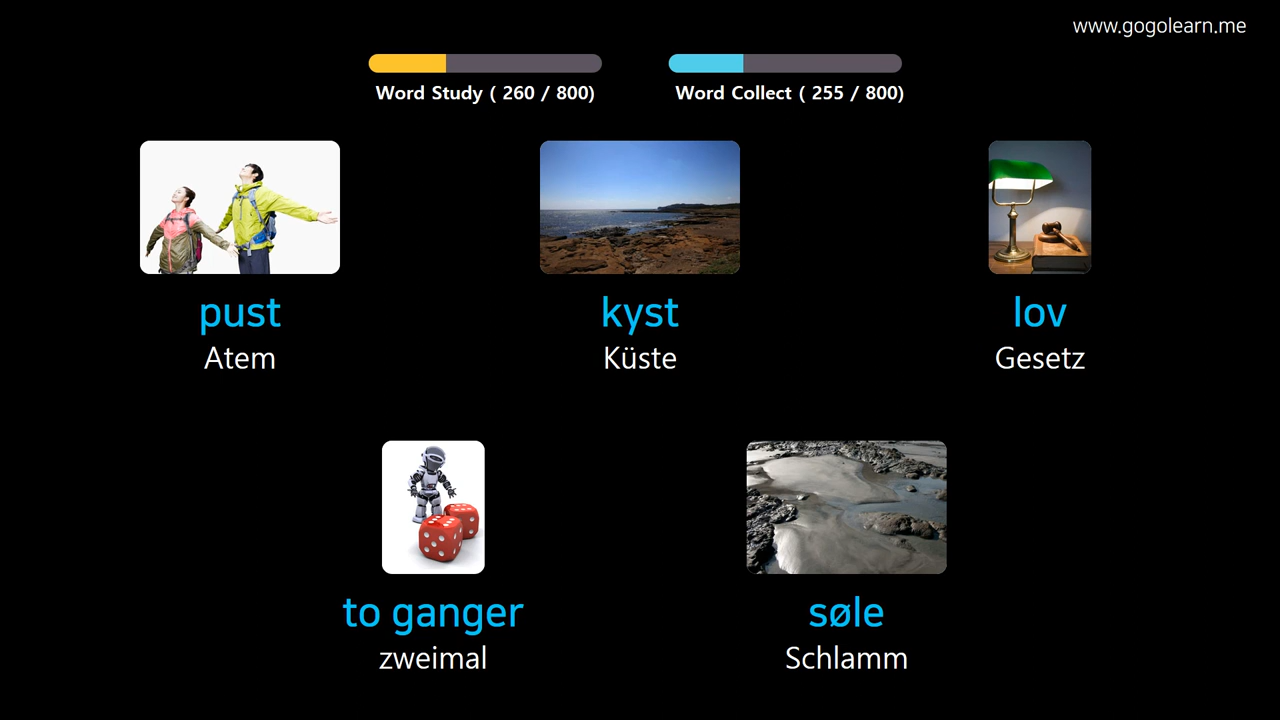 www.gogolearn.me
Word Study ( 260 / 800)
Word Collect ( 255 / 800)
pust
Atem
kyst
Küste
lov
Gesetz
to ganger
zweimal
søle
Schlamm